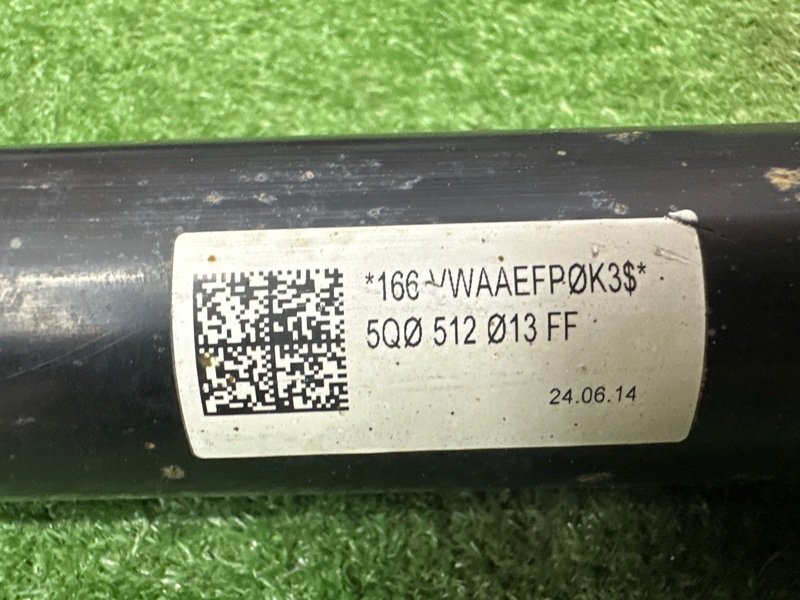 *166 VWAAEFPØK3$*
5QØ 512 Ø13 FF
24.06.14